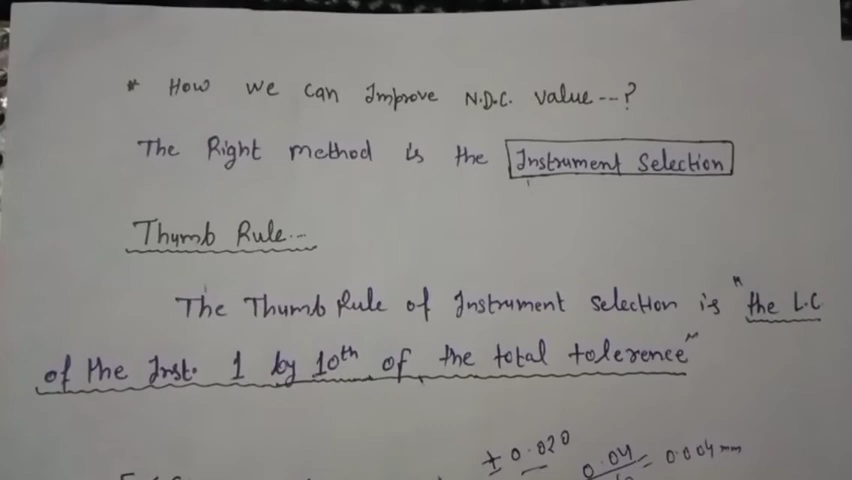 * How we can Improve N.D.C. value---?
The Right method is the Instrument Selection
Thumb Rule...
The Thumb Rule of Instrument selection is "the L.C
of the Inst. 1 by 10th of the total tolerence"
± 0.020
0.04 = 0.004 mm